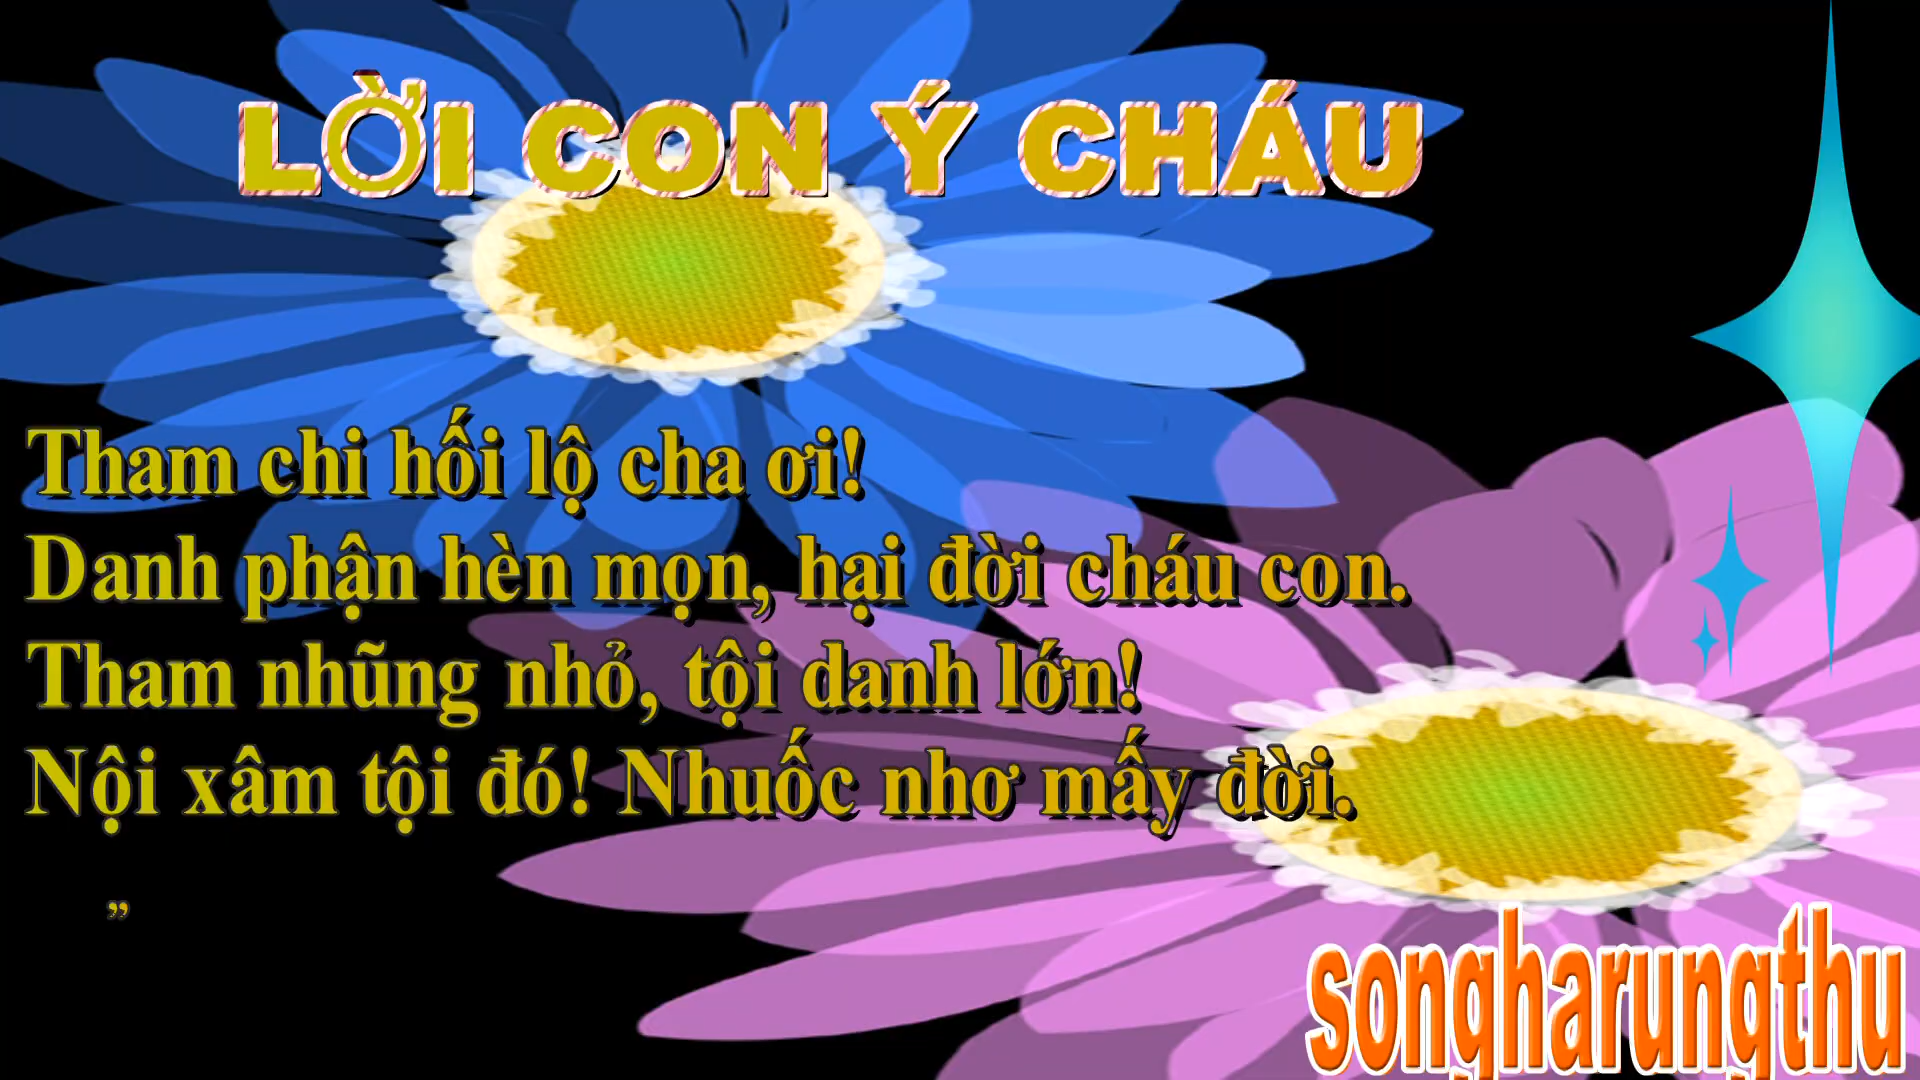 LỜI CON Ý CHÁU
Tham chi hối lộ cha ơi!
Danh phận hèn mọn, hại đời cháu con.
Tham nhũng nhỏ, tội danh lớn!
Nội xâm tội đó! Nhuốc nhơ mấy đời.
”
songharungthu